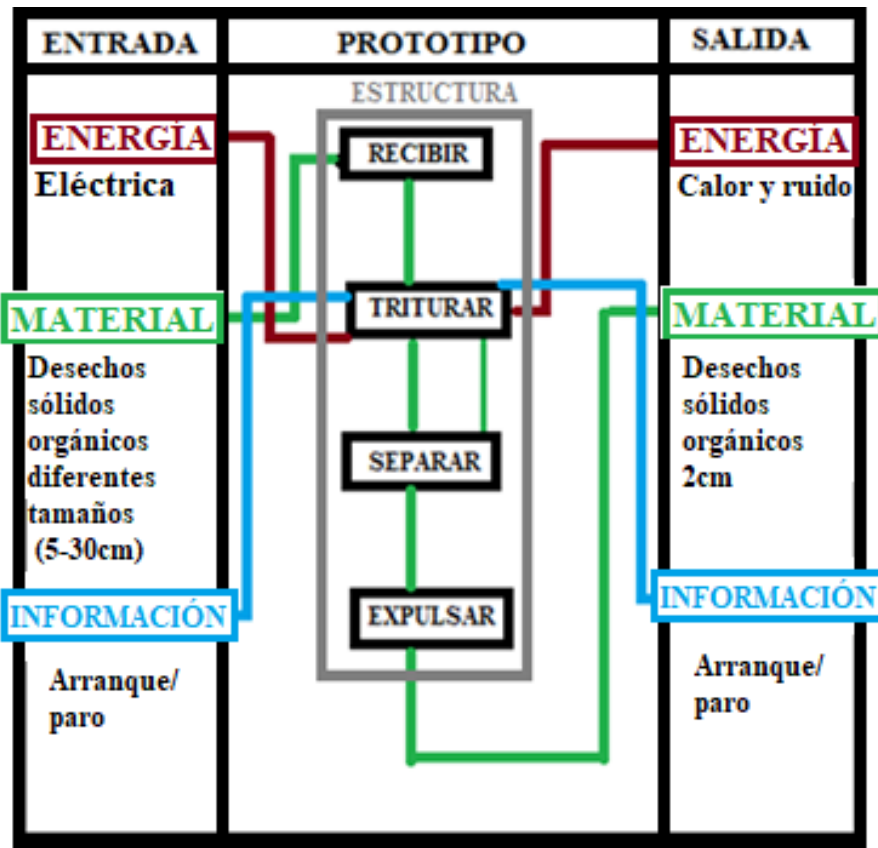 ENTRADA
PROTOTIPO
SALIDA
ENERGÍA
Eléctrica
MATERIAL
Desechos
sólidos
orgánicos
diferentes
tamaños
(5-30cm)
INFORMACIÓN
Arranque/
paro
ESTRUCTURA
RECIBIR
TRITURAR
SEPARAR
EXPULSAR
ENERGÍA
Calor y ruido
MATERIAL
Desechos
sólidos
orgánicos
2cm
INFORMACIÓN
Arranque/
paro